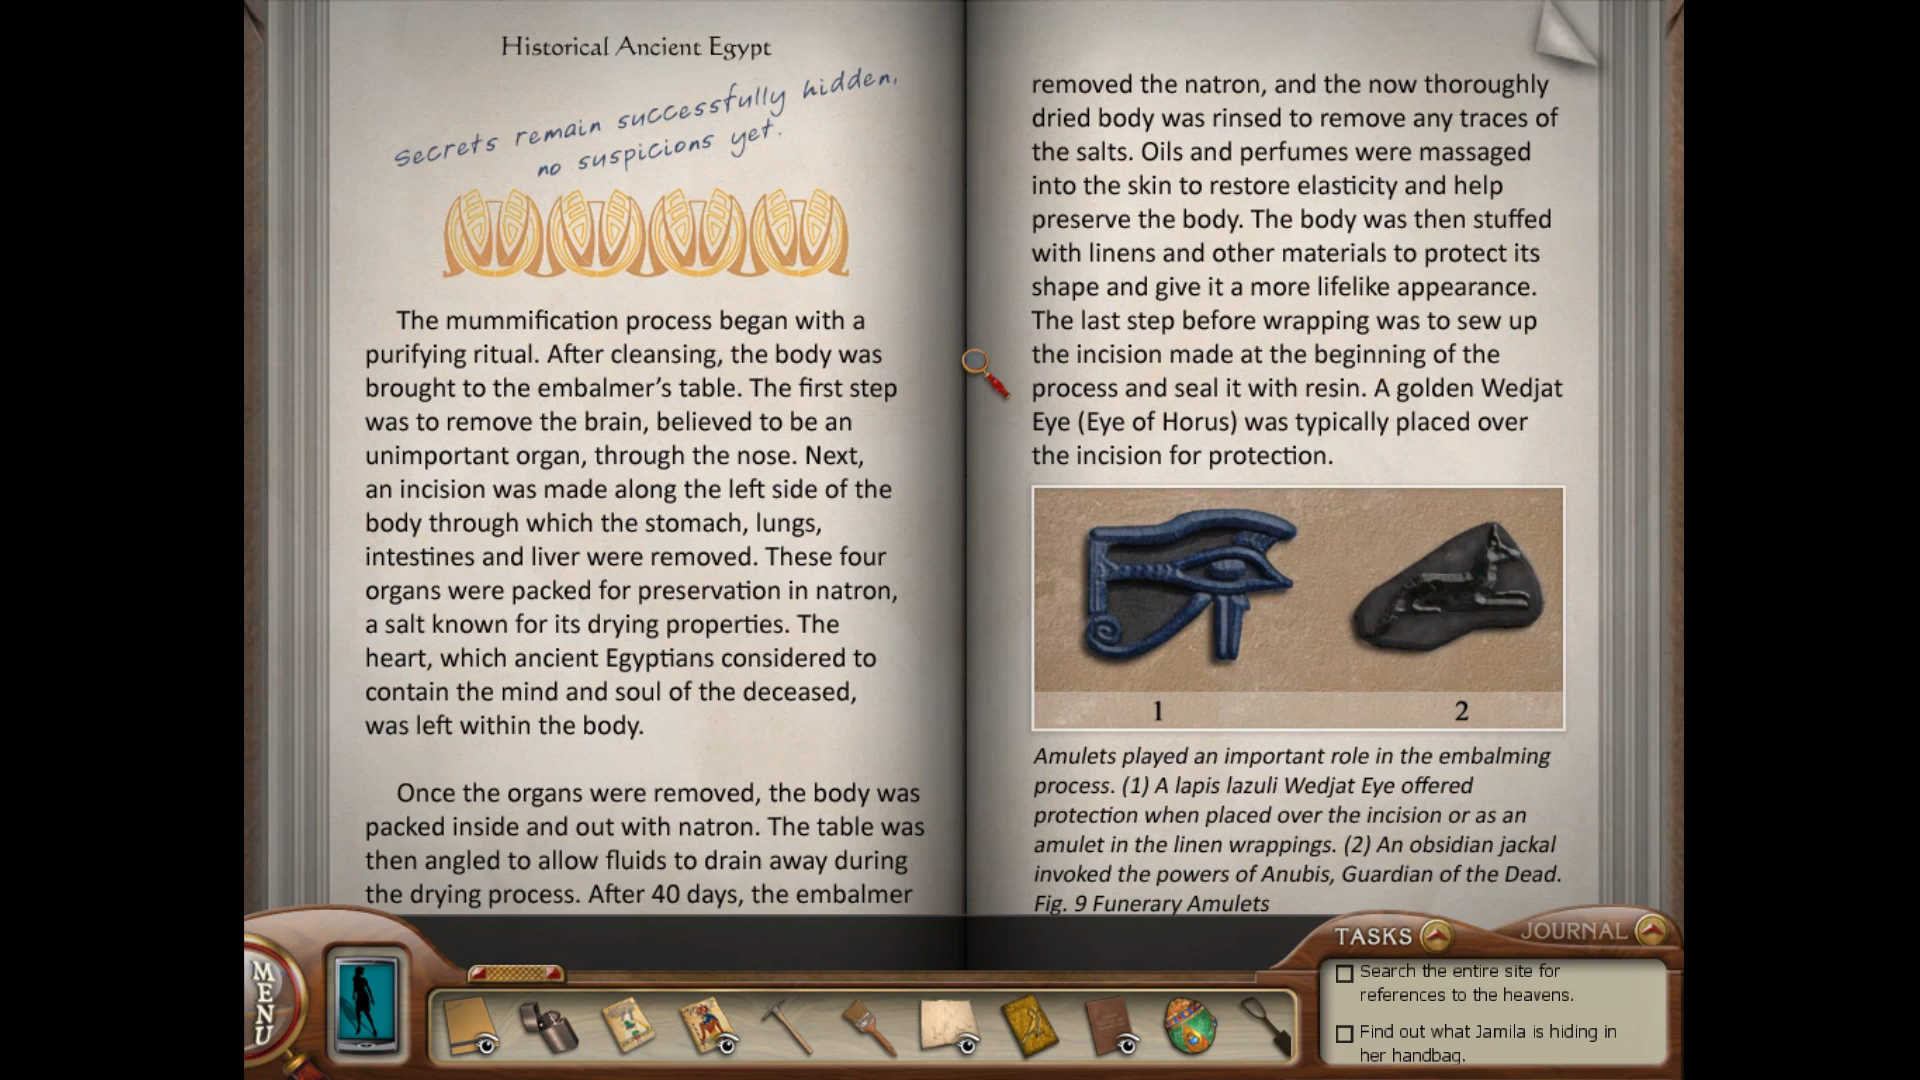 Historical Ancient Egypt
secrets remain successfully hidden,
no suspicions yet.
The mummification process began with a
purifying ritual. After cleansing, the body was
brought to the embalmer’s table. The first step
was to remove the brain, believed to be an
unimportant organ, through the nose. Next,
an incision was made along the left side of the
body through which the stomach, lungs,
intestines and liver were removed. These four
organs were packed for preservation in natron,
a salt known for its drying properties. The
heart, which ancient Egyptians considered to
contain the mind and soul of the deceased,
was left within the body.
Once the organs were removed, the body was
packed inside and out with natron. The table was
then angled to allow fluids to drain away during
the drying process. After 40 days, the embalmer
removed the natron, and the now thoroughly
dried body was rinsed to remove any traces of
the salts. Oils and perfumes were massaged
into the skin to restore elasticity and help
preserve the body. The body was then stuffed
with linens and other materials to protect its
shape and give it a more lifelike appearance.
The last step before wrapping was to sew up
the incision made at the beginning of the
process and seal it with resin. A golden Wedjat
Eye (Eye of Horus) was typically placed over
the incision for protection.
1 2
Amulets played an important role in the embalming
process. (1) A lapis lazuli Wedjat Eye offered
protection when placed over the incision or as an
amulet in the linen wrappings. (2) An obsidian jackal
invoked the powers of Anubis, Guardian of the Dead.
Fig. 9 Funerary Amulets
MENU
TASKS
JOURNAL
Search the entire site for
references to the heavens.
Find out what Jamila is hiding in
her handbag.